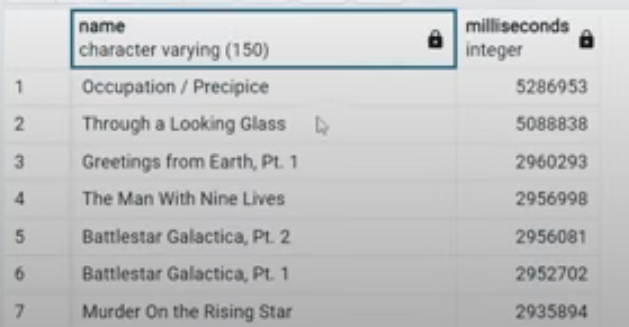 name
character varying (150)
milliseconds
integer
1 Occupation / Precipice 5286953
2 Through a Looking Glass 5088838
3 Greetings from Earth, Pt. 1 2960293
4 The Man With Nine Lives 2956998
5 Battlestar Galactica, Pt. 2 2956081
6 Battlestar Galactica, Pt. 1 2952702
7 Murder On the Rising Star 2935894